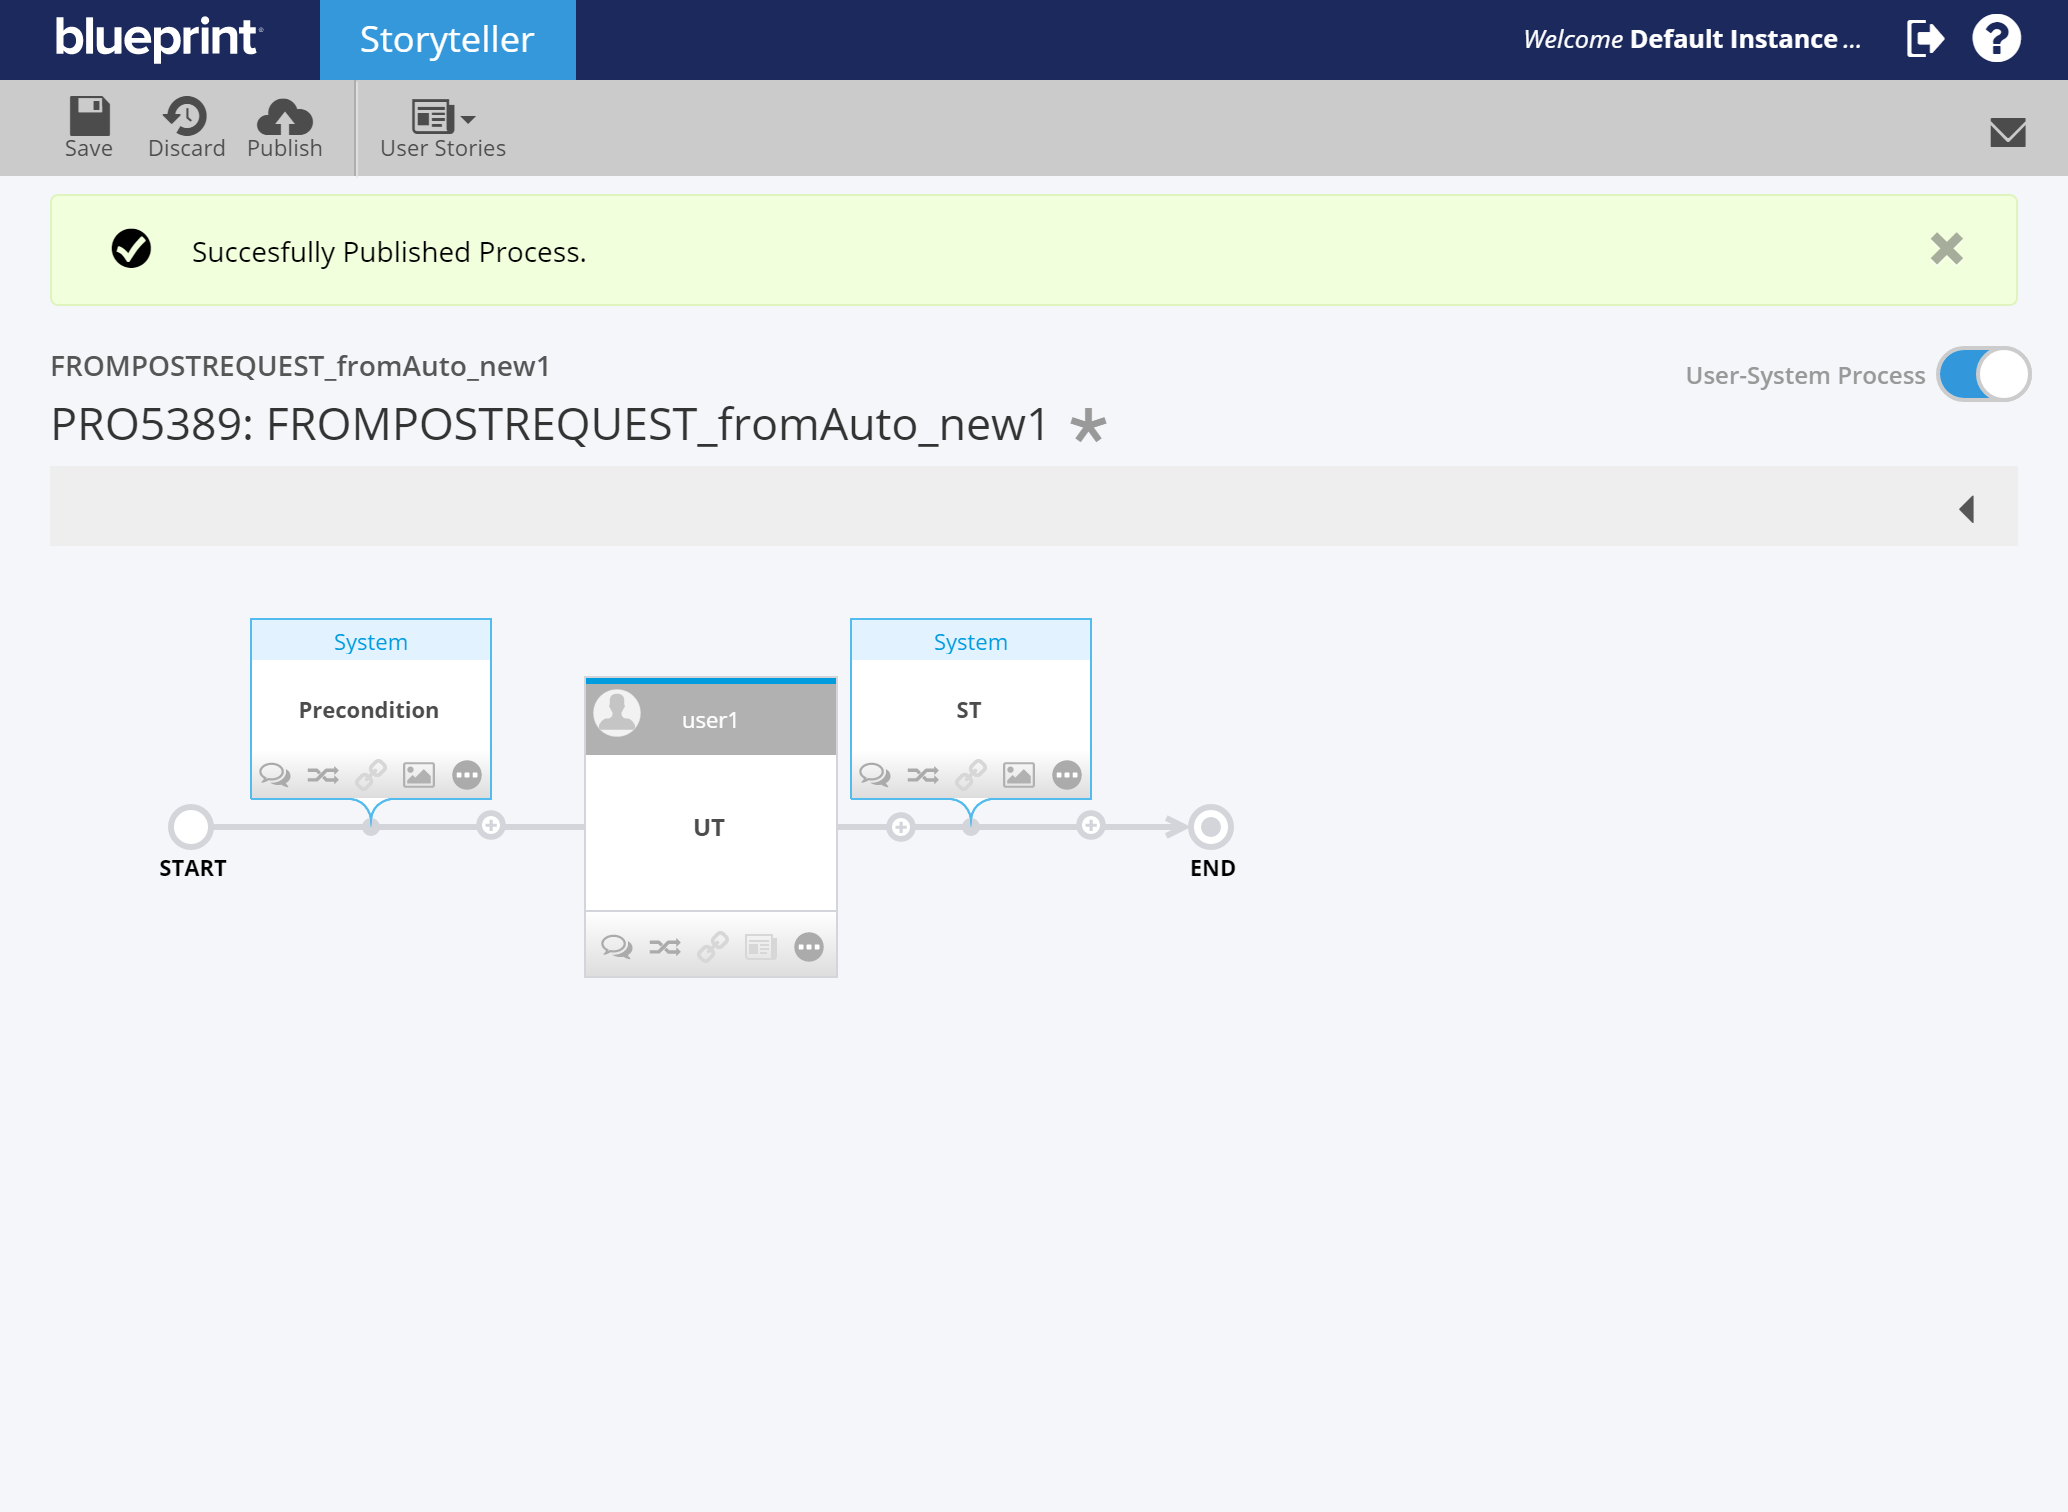 blueprint
Storyteller
Welcome Default Instance ...
Save
Discard
Publish
User Stories
Succesfully Published Process.
FROMPOSTREQUEST_fromAuto_new1
User-System Process
PRO5389: FROMPOSTREQUEST_fromAuto_new1 *
System
System
Precondition
user1
ST
UT
START
END